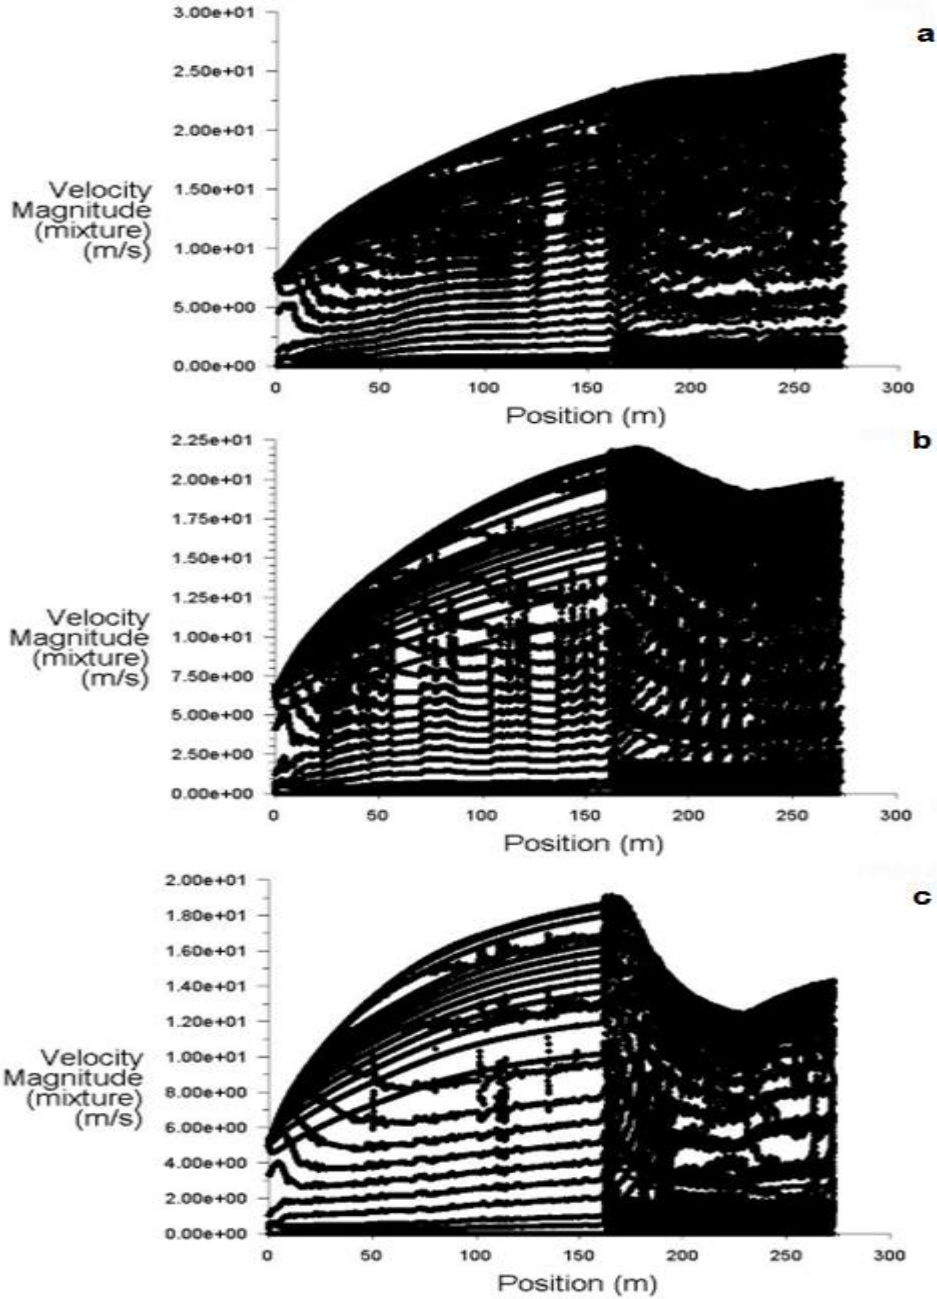 a
3.00e+01
2.50e+01
2.00e+01
1.50e+01
1.00e+01
5.00e+00
0.00e+00
Velocity
Magnitude
(mixture)
(m/s)
0 50 100 150 200 250 300
Position (m)
b
2.25e+01
2.00e+01
1.75e+01
1.50e+01
1.25e+01
1.00e+01
7.50e+00
5.00e+00
2.50e+00
0.00e+00
Velocity
Magnitude
(mixture)
(m/s)
0 50 100 150 200 250 300
Position (m)
c
2.00e+01
1.80e+01
1.60e+01
1.40e+01
1.20e+01
1.00e+01
8.00e+00
6.00e+00
4.00e+00
2.00e+00
0.00e+00
Velocity
Magnitude
(mixture)
(m/s)
0 50 100 150 200 250 300
Position (m)